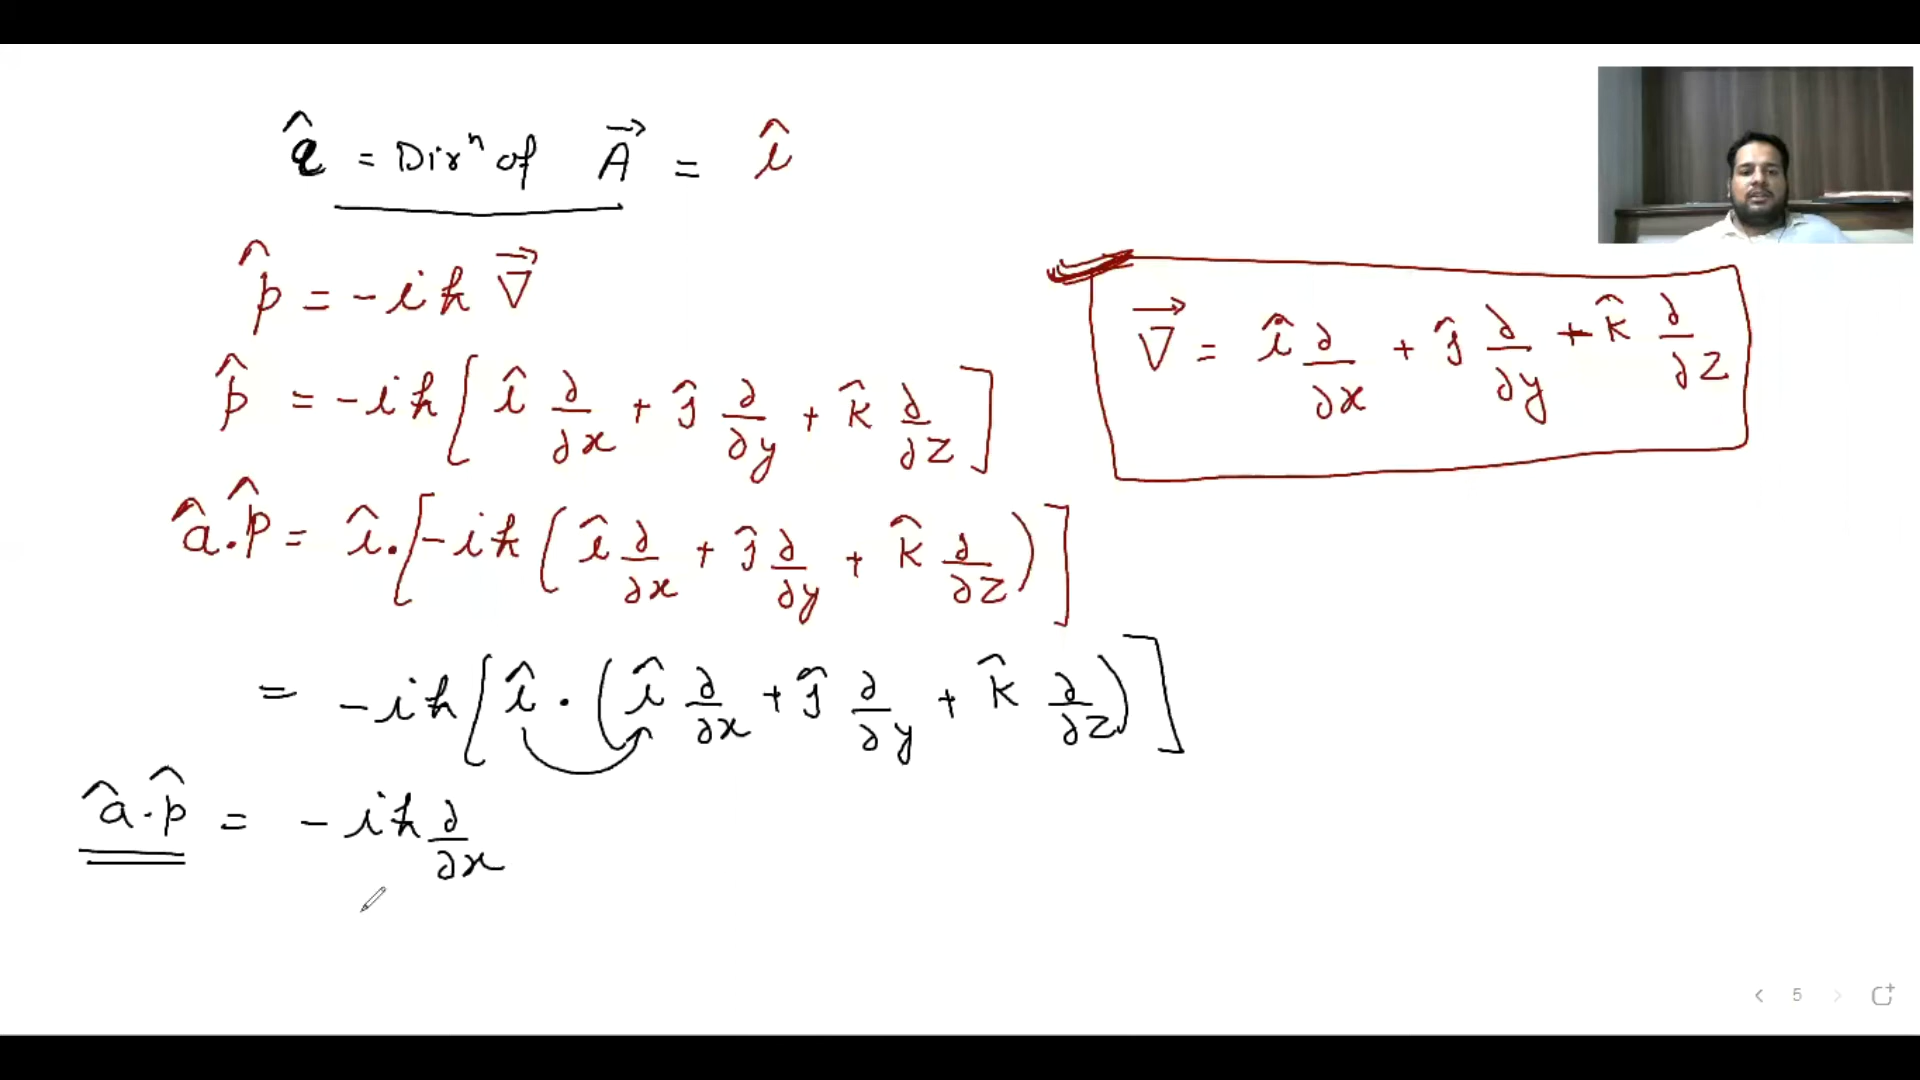 â = Dirⁿ of A⃗ = î
p̂ = -iℏ ∇⃗
∇⃗ = î ∂/∂x + ĵ ∂/∂y + k̂ ∂/∂z
p̂ = -iℏ [ î ∂/∂x + ĵ ∂/∂y + k̂ ∂/∂z ]
â.p̂ = î.[ -iℏ ( î ∂/∂x + ĵ ∂/∂y + k̂ ∂/∂z ) ]
= -iℏ [ î . ( î ∂/∂x + ĵ ∂/∂y + k̂ ∂/∂z ) ]
â.p̂ = -iℏ ∂/∂x
5